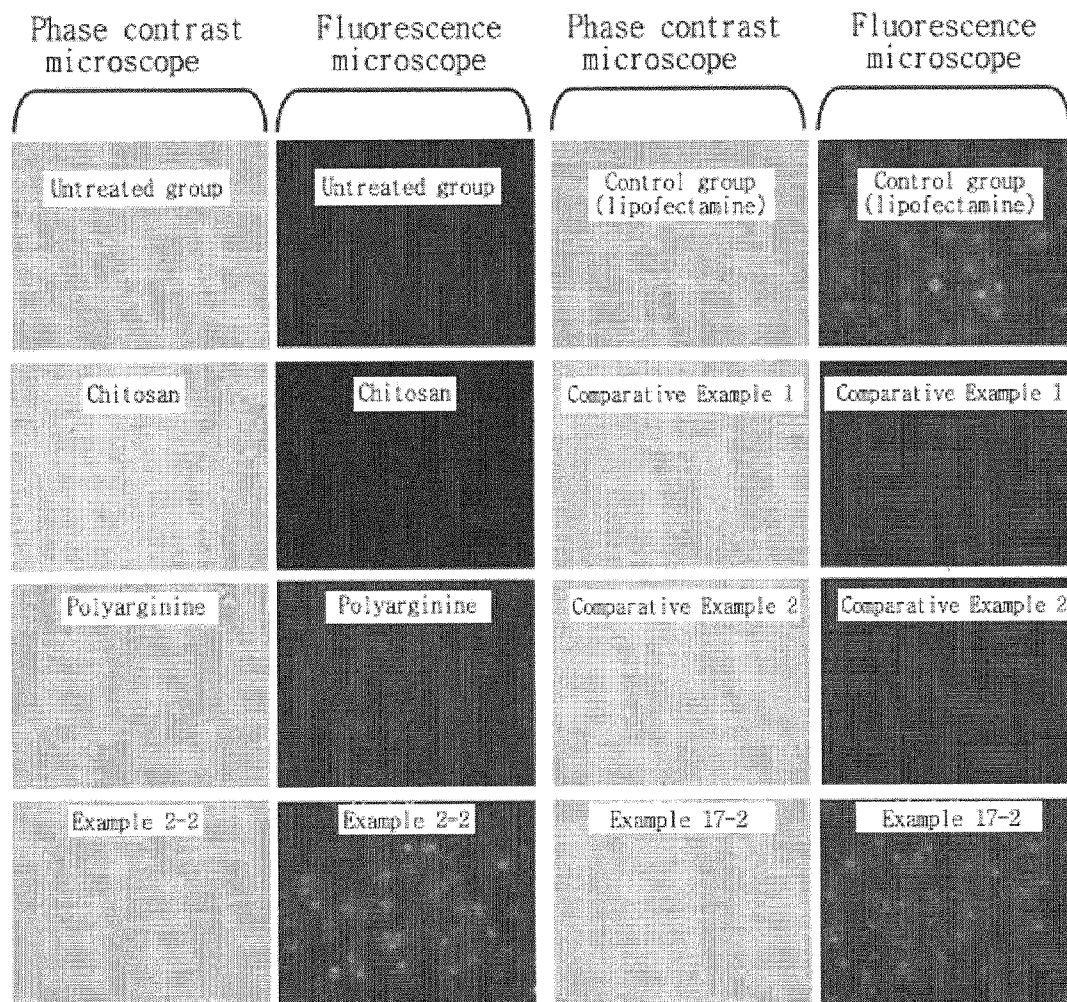 Phase contrast
microscope
Fluorescence
microscope
Phase contrast
microscope
Fluorescence
microscope
Untreated group
Untreated group
Control group
(lipofectamine)
Control group
(lipofectamine)
Chitosan
Chitosan
Comparative Example 1
Comparative Example 1
Polyarginine
Polyarginine
Comparative Example 2
Comparative Example 2
Example 2-2
Example 2-2
Example 17-2
Example 17-2